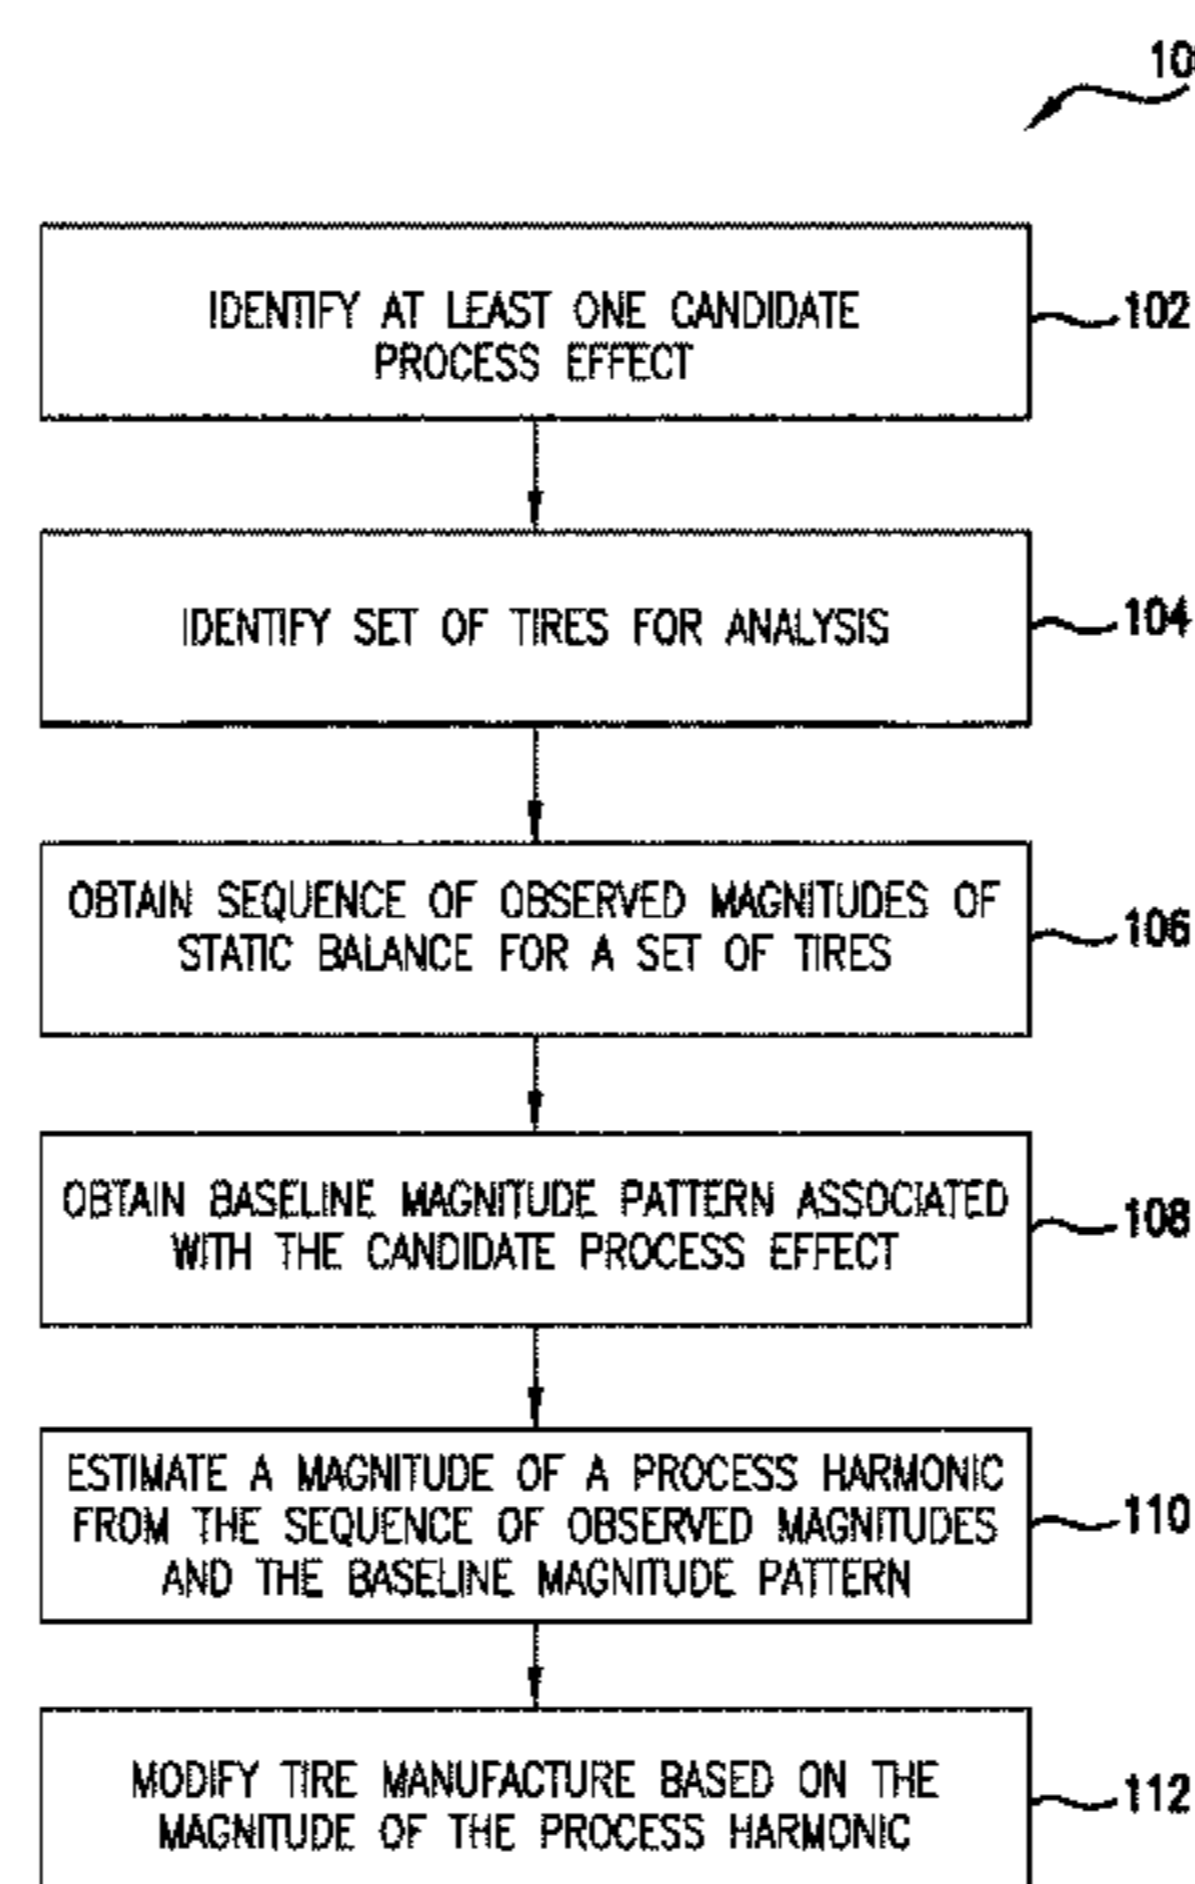 IDENTIFY AT LEAST ONE CANDIDATE
PROCESS EFFECT
102
IDENTIFY SET OF TIRES FOR ANALYSIS
104
OBTAIN SEQUENCE OF OBSERVED MAGNITUDES OF
STATIC BALANCE FOR A SET OF TIRES
106
OBTAIN BASELINE MAGNITUDE PATTERN ASSOCIATED
WITH THE CANDIDATE PROCESS EFFECT
108
ESTIMATE A MAGNITUDE OF A PROCESS HARMONIC
FROM THE SEQUENCE OF OBSERVED MAGNITUDES
AND THE BASELINE MAGNITUDE PATTERN
110
MODIFY TIRE MANUFACTURE BASED ON THE
MAGNITUDE OF THE PROCESS HARMONIC
112